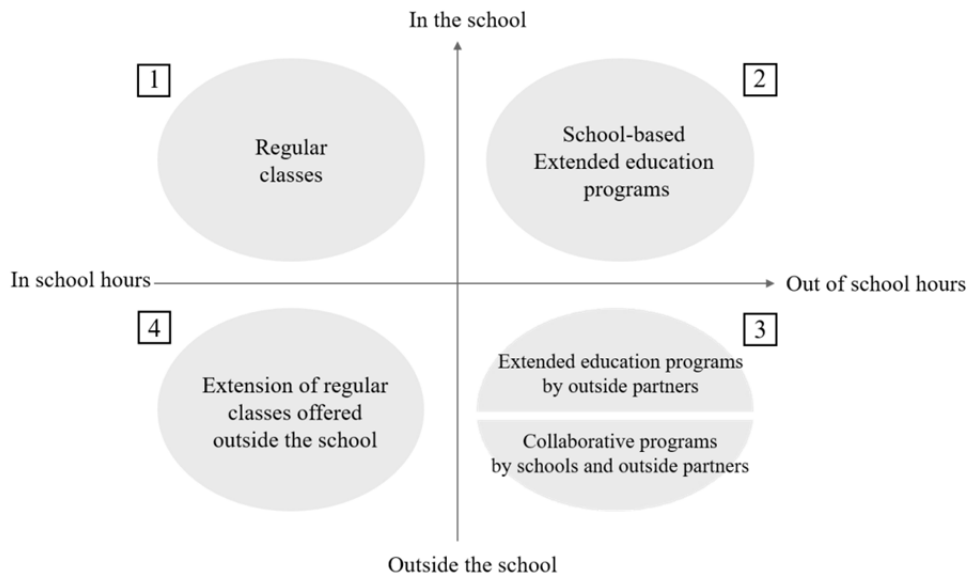 In the school
1
2
Regular
classes
School-based
Extended education
programs
In school hours
Out of school hours
4
3
Extension of regular
classes offered
outside the school
Extended education programs
by outside partners
Collaborative programs
by schools and outside partners
Outside the school